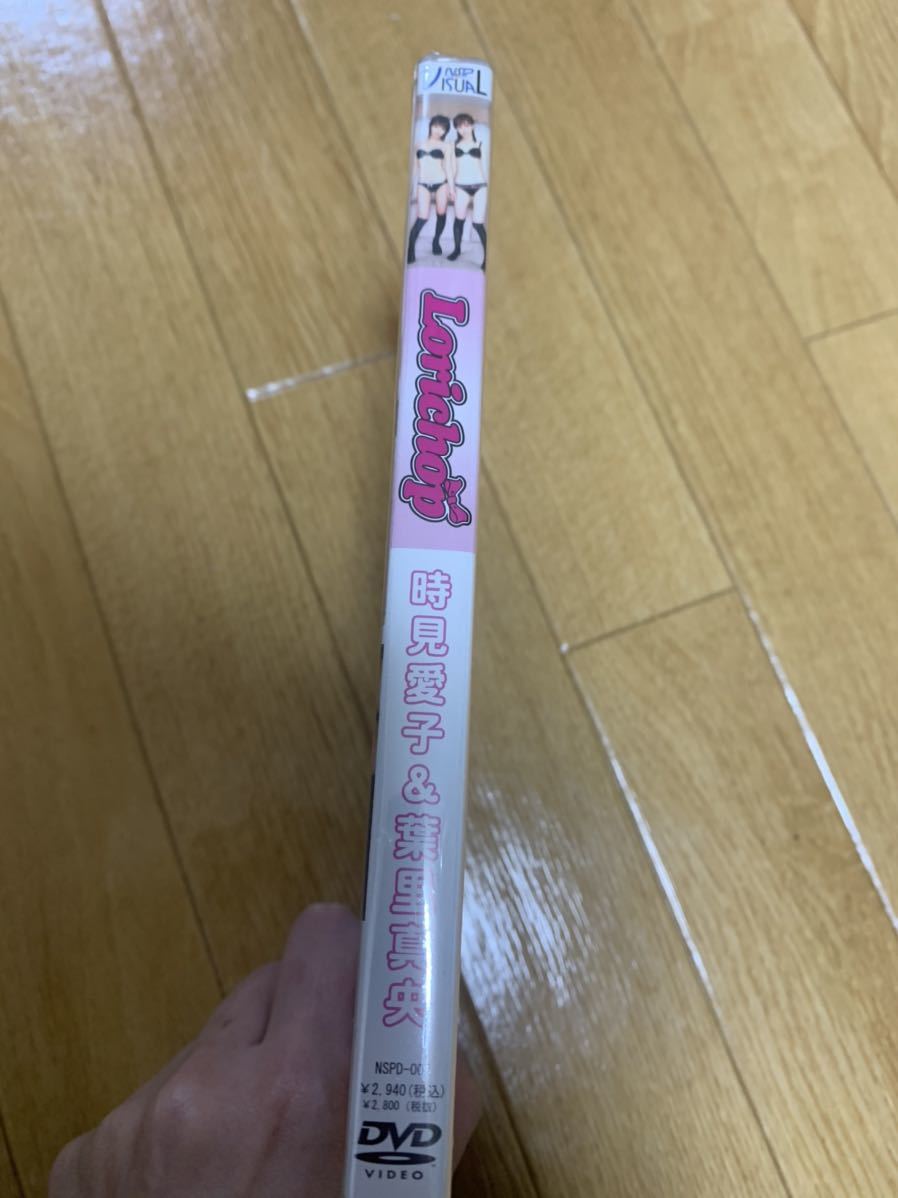 NSP
VISUAL
Lorichop
時見愛子&葉里真央
NSPD-00
¥2,940(税込)
¥2,800(税抜)
DVD
VIDEO